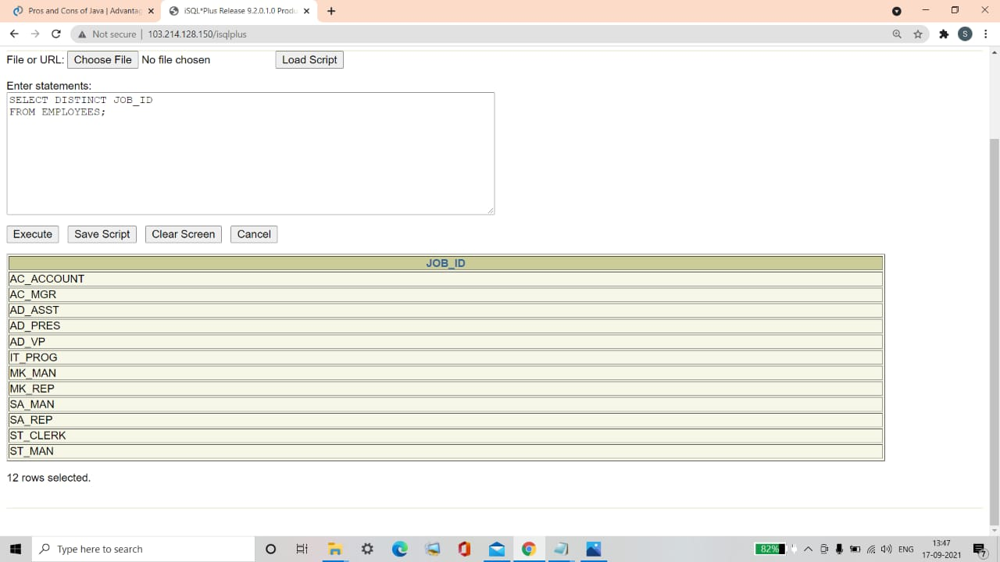 Pros and Cons of Java | Advantag
iSQL*Plus Release 9.2.0.1.0 Produ
Not secure | 103.214.128.150/isqlplus
S
File or URL: Choose File No file chosen Load Script
Enter statements:
SELECT DISTINCT JOB_ID
FROM EMPLOYEES;
Execute Save Script Clear Screen Cancel
JOB_ID
AC_ACCOUNT
AC_MGR
AD_ASST
AD_PRES
AD_VP
IT_PROG
MK_MAN
MK_REP
SA_MAN
SA_REP
ST_CLERK
ST_MAN
12 rows selected.
Type here to search
82%
ENG
13:47
17-09-2021
7